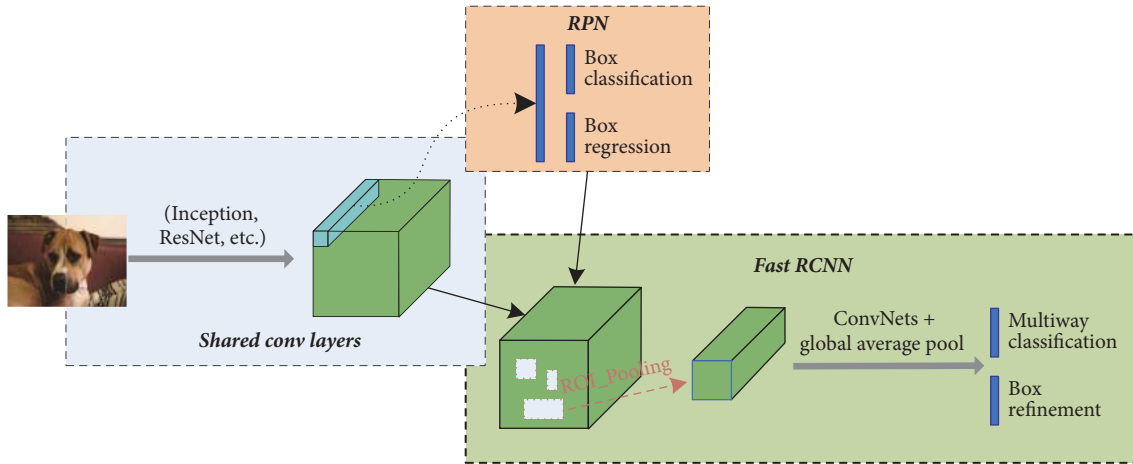 RPN
Box
classification
Box
regression
(Inception,
ResNet, etc.)
Shared conv layers
Fast RCNN
ROI_Pooling
ConvNets +
global average pool
Multiway
classification
Box
refinement